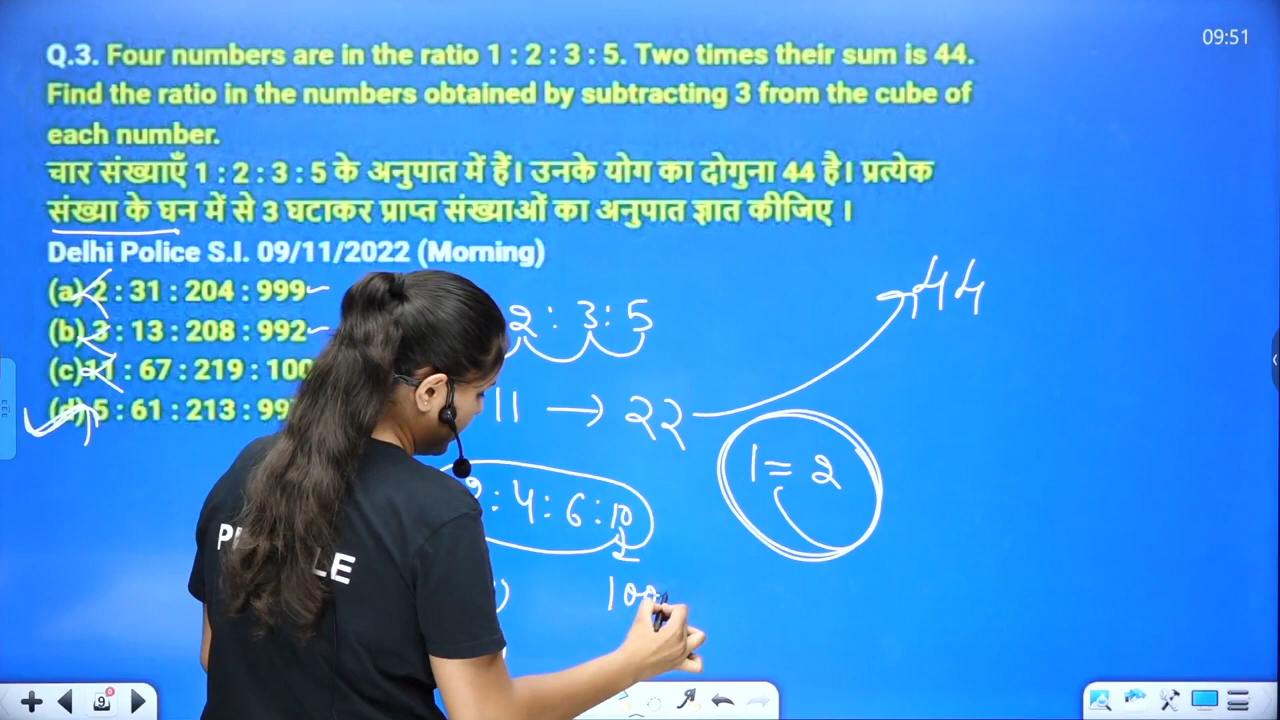 09:51
Q.3. Four numbers are in the ratio 1 : 2 : 3 : 5. Two times their sum is 44.
Find the ratio in the numbers obtained by subtracting 3 from the cube of
each number.
चार संख्याएँ 1 : 2 : 3 : 5 के अनुपात में हैं। उनके योग का दोगुना 44 है। प्रत्येक
संख्या के घन में से 3 घटाकर प्राप्त संख्याओं का अनुपात ज्ञात कीजिए ।
Delhi Police S.I. 09/11/2022 (Morning)
(a) 2 : 31 : 204 : 999
(b) 3 : 13 : 208 : 992
(c) 11 : 67 : 219 : 100
(d) 5 : 61 : 213 : 99
2 : 3 : 5
44
11 → 22
1 = 2
: 4 : 6 : 10
100